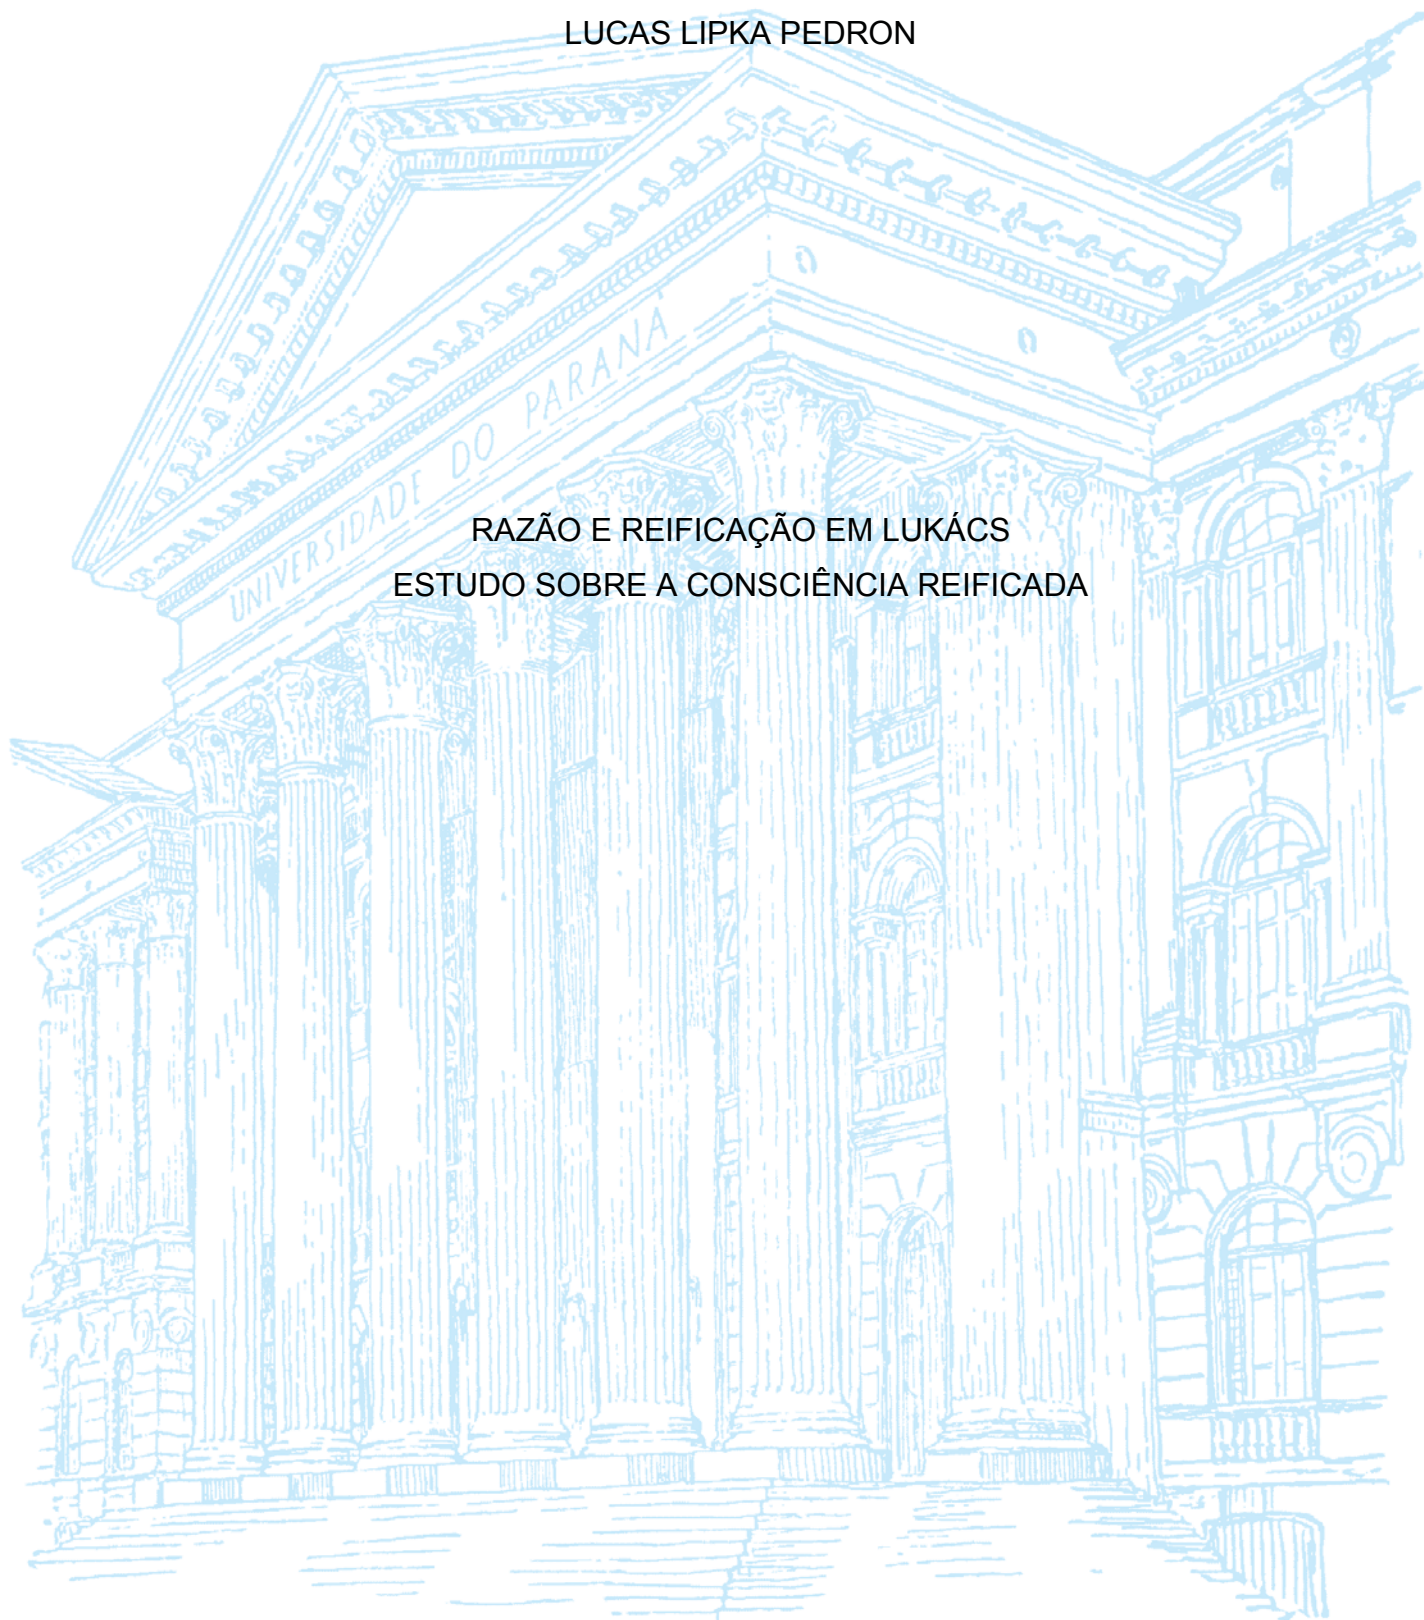 LUCAS LIPKA PEDRON
UNIVERSIDADE DO PARANÁ
RAZÃO E REIFICAÇÃO EM LUKÁCS
ESTUDO SOBRE A CONSCIÊNCIA REIFICADA